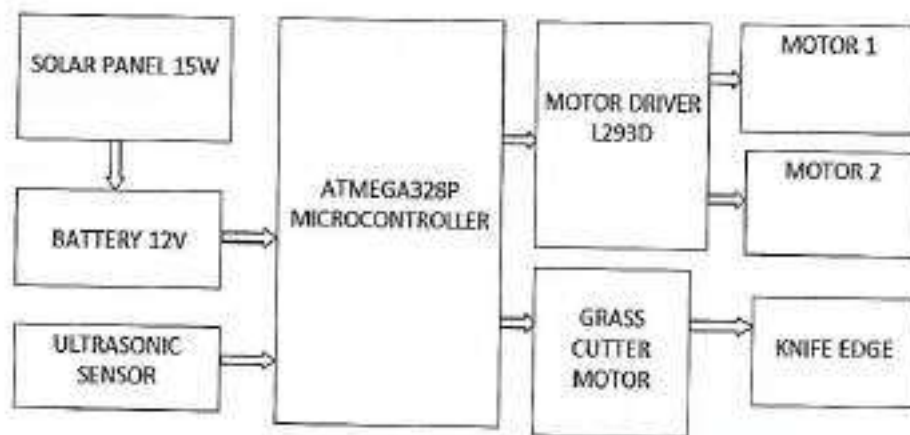 SOLAR PANEL 15W
BATTERY 12V
ULTRASONIC
SENSOR
ATMEGA328P
MICROCONTROLLER
MOTOR DRIVER
L293D
GRASS
CUTTER
MOTOR
MOTOR 1
MOTOR 2
KNIFE EDGE